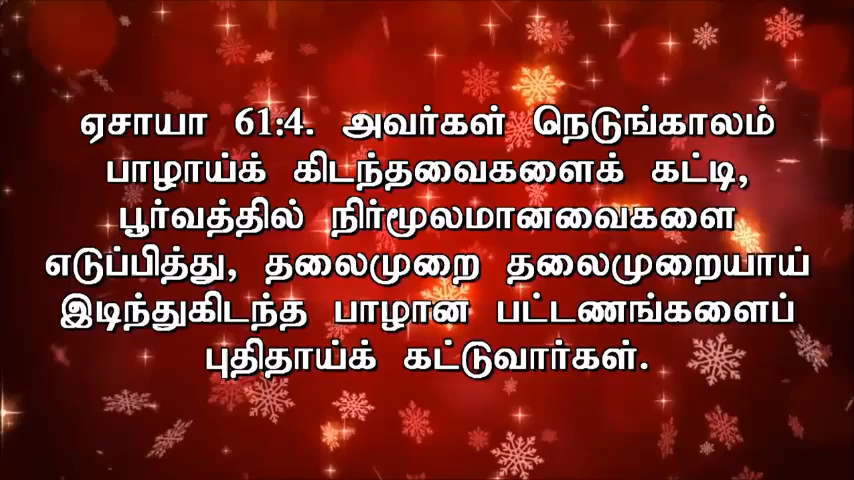 ஏசாயா 61:4. அவர்கள் நெடுங்காலம்
பாழாய்க் கிடந்தவைகளைக் கட்டி,
பூர்வத்தில் நிர்மூலமானவைகளை
எடுப்பித்து, தலைமுறை தலைமுறையாய்
இடிந்துகிடந்த பாழான பட்டணங்களைப்
புதிதாய்க் கட்டுவார்கள்.